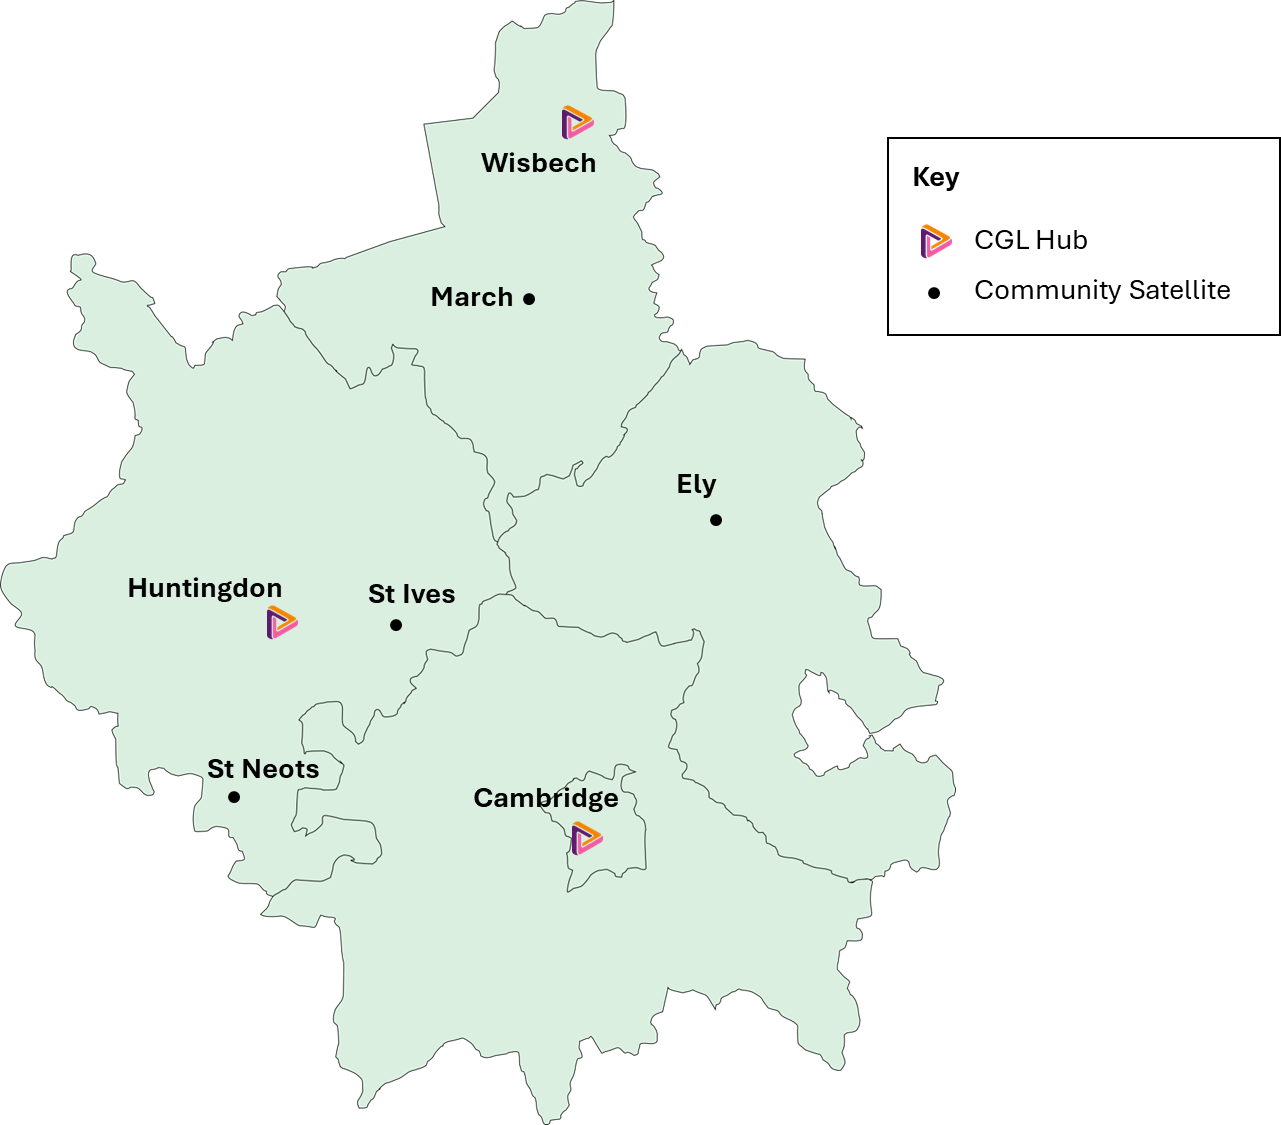 Wisbech
Key
CGL Hub
Community Satellite
March
Ely
Huntingdon
St Ives
St Neots
Cambridge